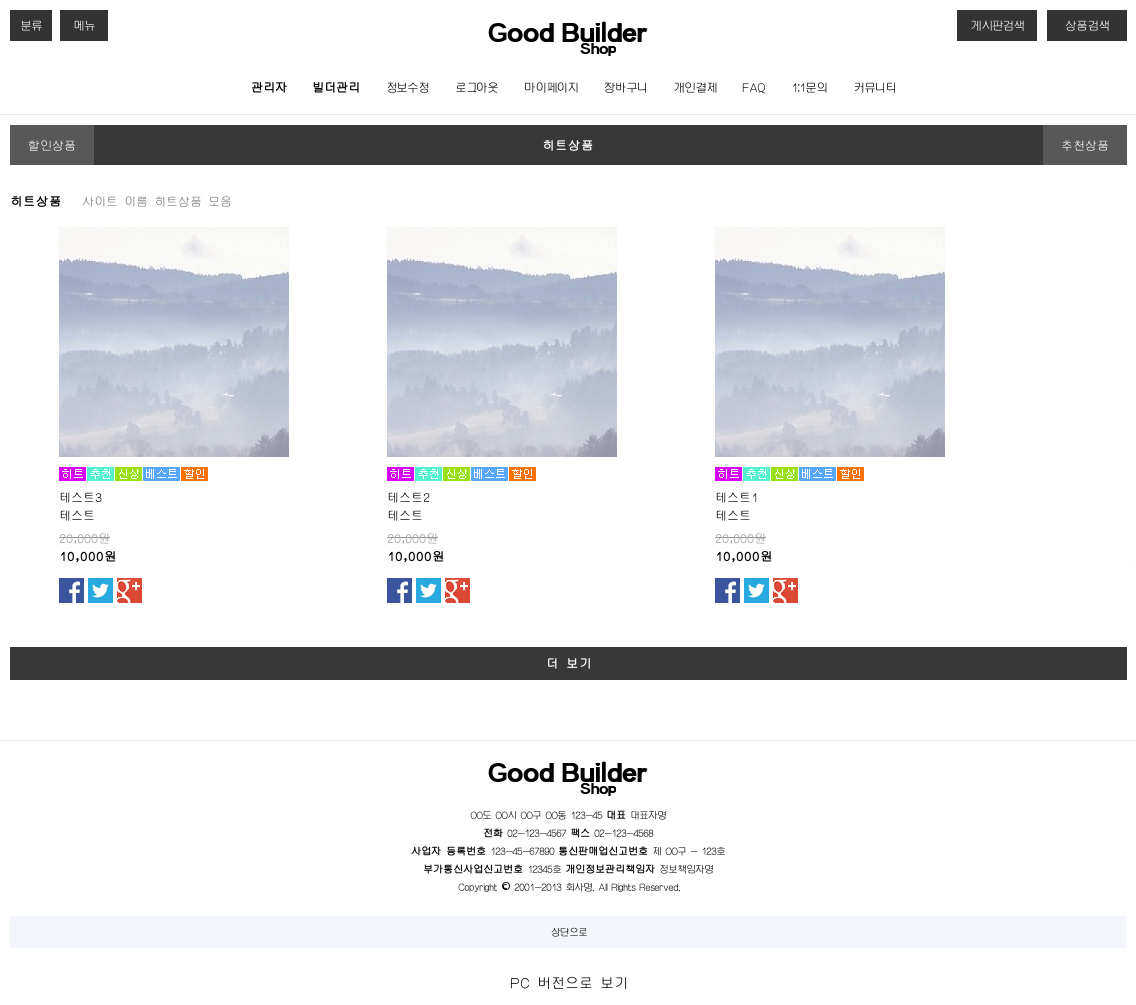 분류 메뉴 Good Builder 게시판검색 상품검색
Shop
관리자 빌더관리 정보수정 로그아웃 마이페이지 장바구니 개인결제 FAQ 1:1문의 커뮤니티
할인상품 히트상품 추천상품
히트상품 사이트 이름 히트상품 모음
히트 추천 신상 베스트 할인 히트 추천 신상 베스트 할인 히트 추천 신상 베스트 할인
테스트3 테스트2 테스트1
테스트 테스트 테스트
20,000원 20,000원 20,000원
10,000원 10,000원 10,000원
더 보기
Good Builder
Shop
OO도 OO시 OO구 OO동 123-45 대표 대표자명
전화 02-123-4567 팩스 02-123-4568
사업자 등록번호 123-45-67890 통신판매업신고번호 제 OO구 - 123호
부가통신사업신고번호 12345호 개인정보관리책임자 정보책임자명
Copyright © 2001-2013 회사명. All Rights Reserved.
상단으로
PC 버전으로 보기